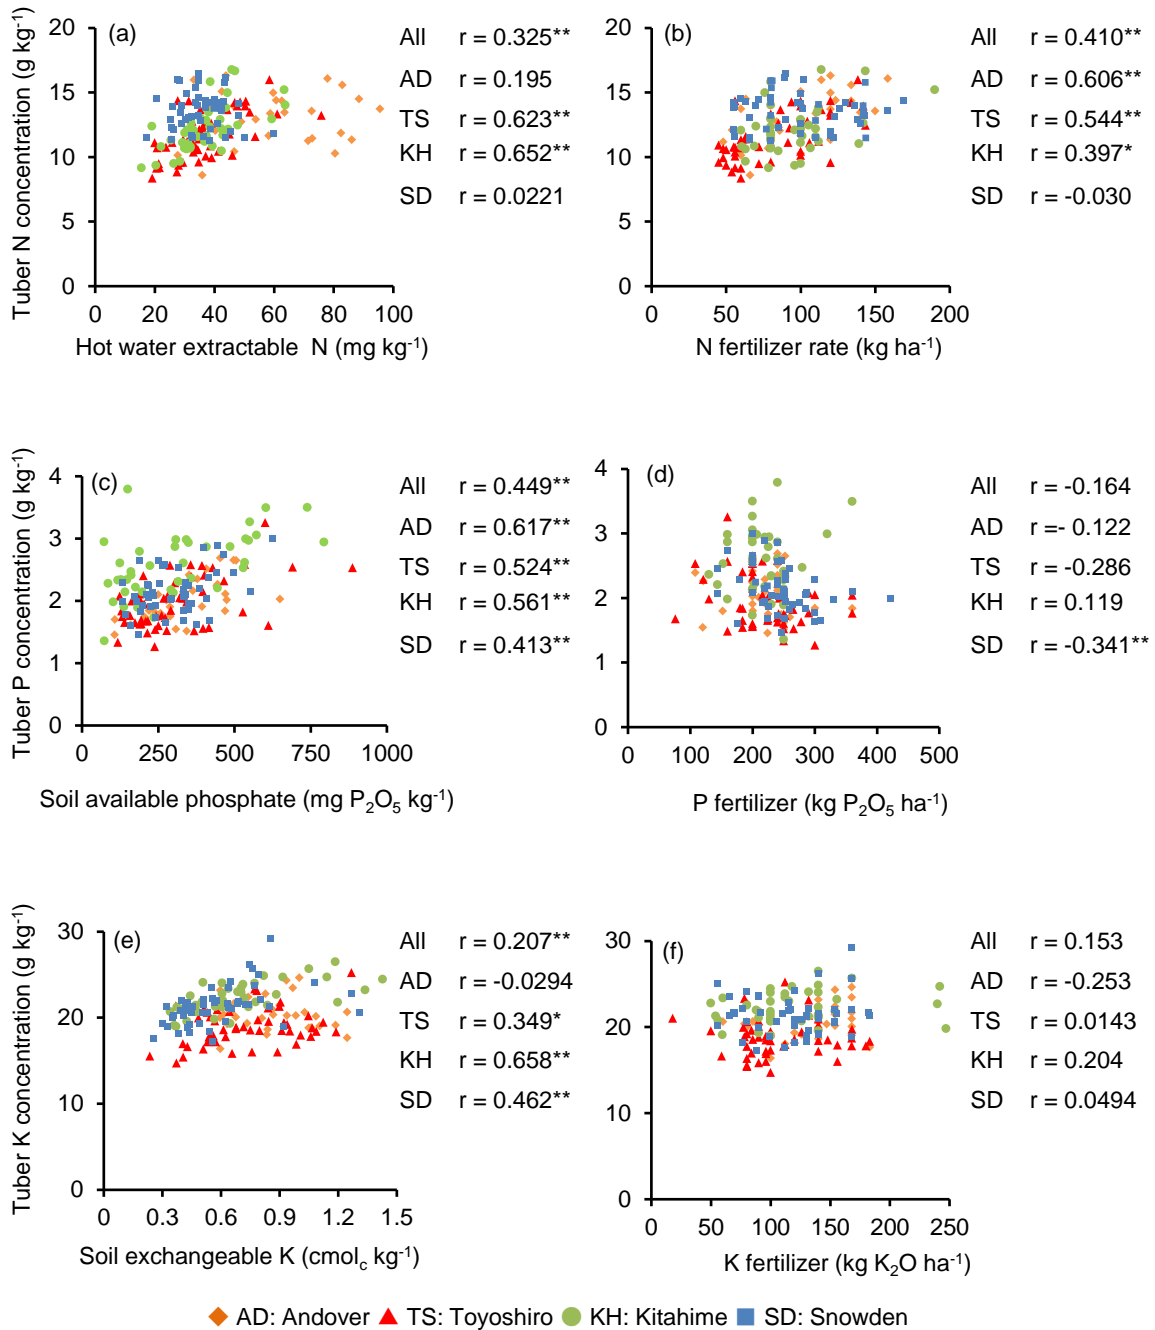 (a)
Tuber N concentration (g kg-1)
20
15
10
5
0
0 20 40 60 80 100
Hot water extractable N (mg kg-1)
All r = 0.325**
AD r = 0.195
TS r = 0.623**
KH r = 0.652**
SD r = 0.0221
(b)
20
15
10
5
0
0 50 100 150 200
N fertilizer rate (kg ha-1)
All r = 0.410**
AD r = 0.606**
TS r = 0.544**
KH r = 0.397*
SD r = -0.030
(c)
Tuber P concentration (g kg-1)
4
3
2
1
0
0 250 500 750 1000
Soil available phosphate (mg P2O5 kg-1)
All r = 0.449**
AD r = 0.617**
TS r = 0.524**
KH r = 0.561**
SD r = 0.413**
(d)
4
3
2
1
0
0 100 200 300 400 500
P fertilizer (kg P2O5 ha-1)
All r = -0.164
AD r =- 0.122
TS r = -0.286
KH r = 0.119
SD r = -0.341**
(e)
Tuber K concentration (g kg-1)
30
20
10
0
0 0.3 0.6 0.9 1.2 1.5
Soil exchangeable K (cmolc kg-1)
All r = 0.207**
AD r = -0.0294
TS r = 0.349*
KH r = 0.658**
SD r = 0.462**
(f)
30
20
10
0
0 50 100 150 200 250
K fertilizer (kg K2O ha-1)
All r = 0.153
AD r = -0.253
TS r = 0.0143
KH r = 0.204
SD r = 0.0494
AD: Andover TS: Toyoshiro KH: Kitahime SD: Snowden